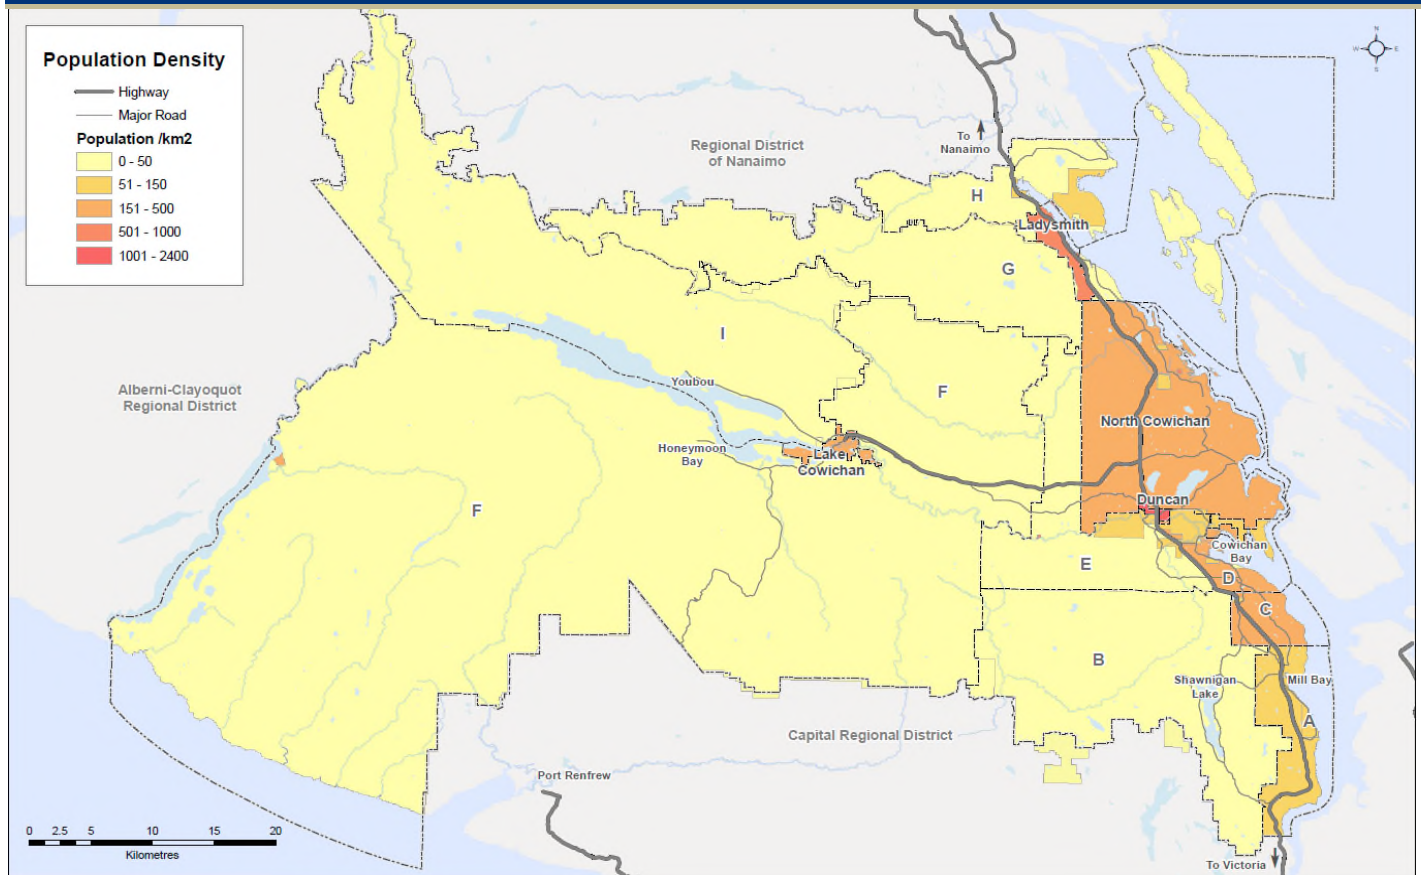 Population Density
Highway
Major Road
Population /km2
0 - 50
51 - 150
151 - 500
501 - 1000
1001 - 2400
N
W
E
S
To
Nanaimo
Regional District
of Nanaimo
H
Ladysmith
G
I
Alberni-Clayoquot
Regional District
Youbou
F
North Cowichan
Honeymoon
Bay
Lake
Cowichan
Duncan
F
Cowichan
Bay
E
D
C
B
Shawnigan
Lake
Mill Bay
A
Capital Regional District
Port Renfrew
0 2.5 5 10 15 20
Kilometres
To Victoria